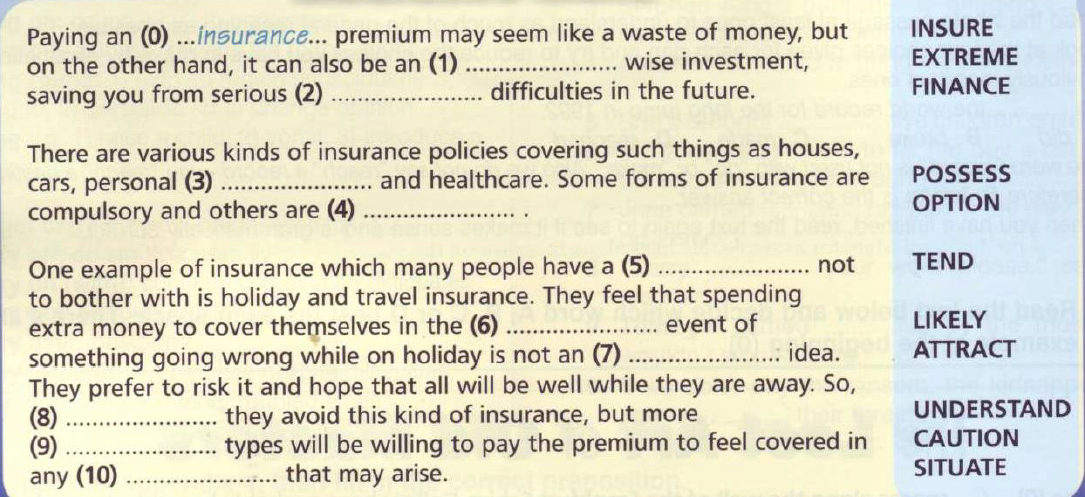 Paying an (0) ...insurance... premium may seem like a waste of money, but
on the other hand, it can also be an (1) ........................ wise investment,
saving you from serious (2) ....................... difficulties in the future.
There are various kinds of insurance policies covering such things as houses,
cars, personal (3) ....................... and healthcare. Some forms of insurance are
compulsory and others are (4) ....................... .
One example of insurance which many people have a (5) ....................... not
to bother with is holiday and travel insurance. They feel that spending
extra money to cover themselves in the (6) ....................... event of
something going wrong while on holiday is not an (7) ....................... idea.
They prefer to risk it and hope that all will be well while they are away. So,
(8) ....................... they avoid this kind of insurance, but more
(9) ....................... types will be willing to pay the premium to feel covered in
any (10) ....................... that may arise.
INSURE
EXTREME
FINANCE
POSSESS
OPTION
TEND
LIKELY
ATTRACT
UNDERSTAND
CAUTION
SITUATE